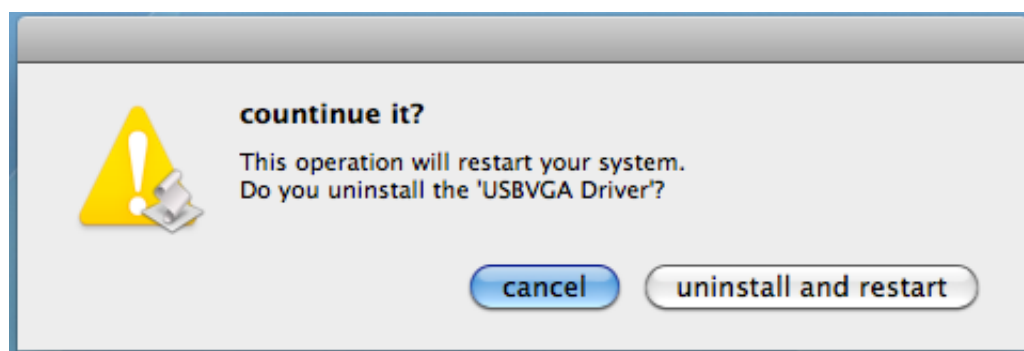 countinue it?
This operation will restart your system.
Do you uninstall the 'USBVGA Driver'?
cancel
uninstall and restart